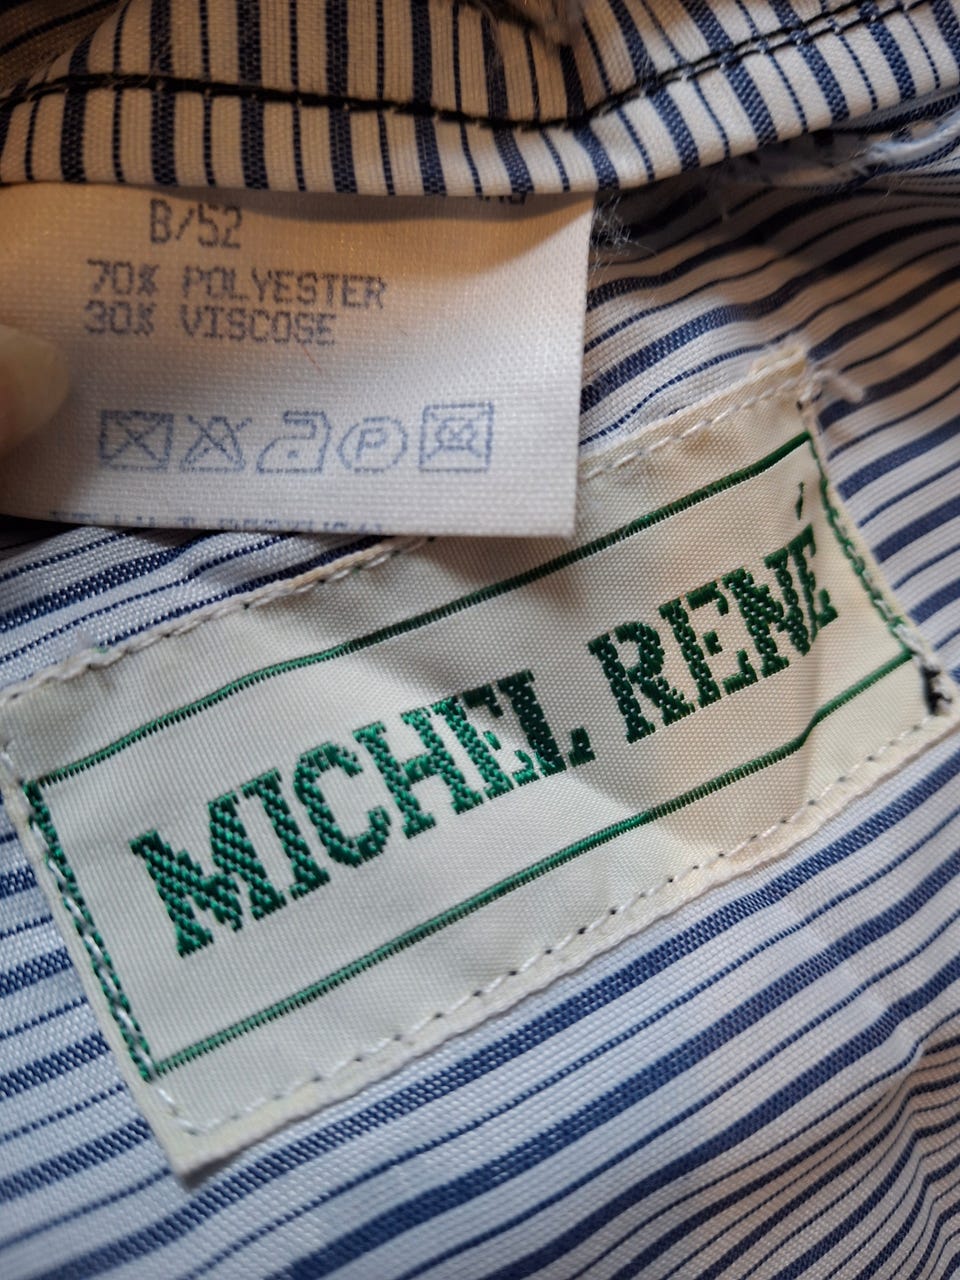 B/52
70% POLYESTER
30% VISCOSE
P
MICHEL RENÉ